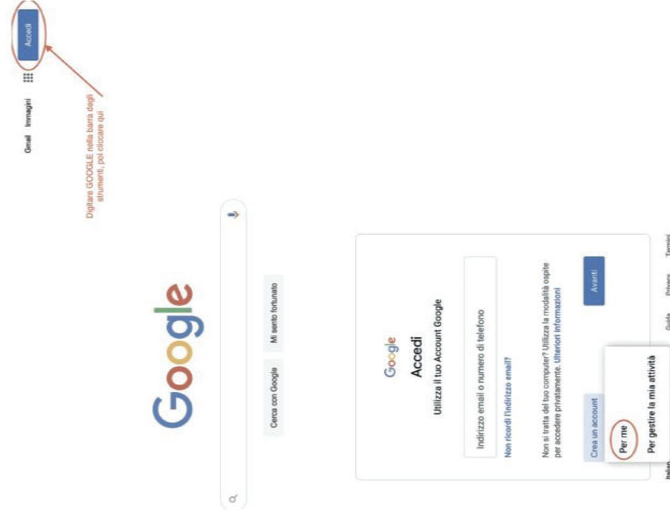 Gmail Immagini Accedi
Digitare GOOGLE nella barra degli
strumenti, poi cliccare qui
Google
Cerca con Google Mi sento fortunato
Google
Accedi
Utilizza il tuo Account Google
Indirizzo email o numero di telefono
Non ricordi l'indirizzo email?
Non si tratta del tuo computer? Utilizza la modalità ospite
per accedere privatamente. Ulteriori informazioni
Crea un account Avanti
Per me
Per gestire la mia attività
Guida Privacy Termini